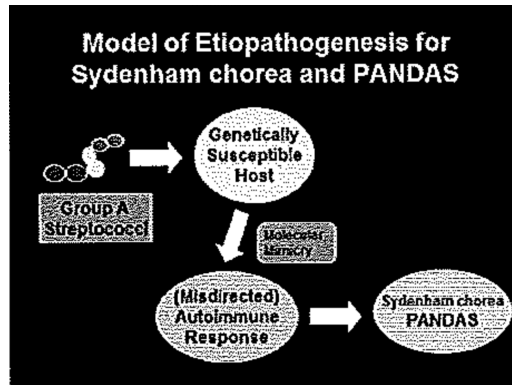 Model of Etiopathogenesis for
Sydenham chorea and PANDAS
Genetically
Susceptible
Host
Group A
Streptococci
Molecular
Mimicry
(Misdirected)
Autoimmune
Response
Sydenham chorea
PANDAS